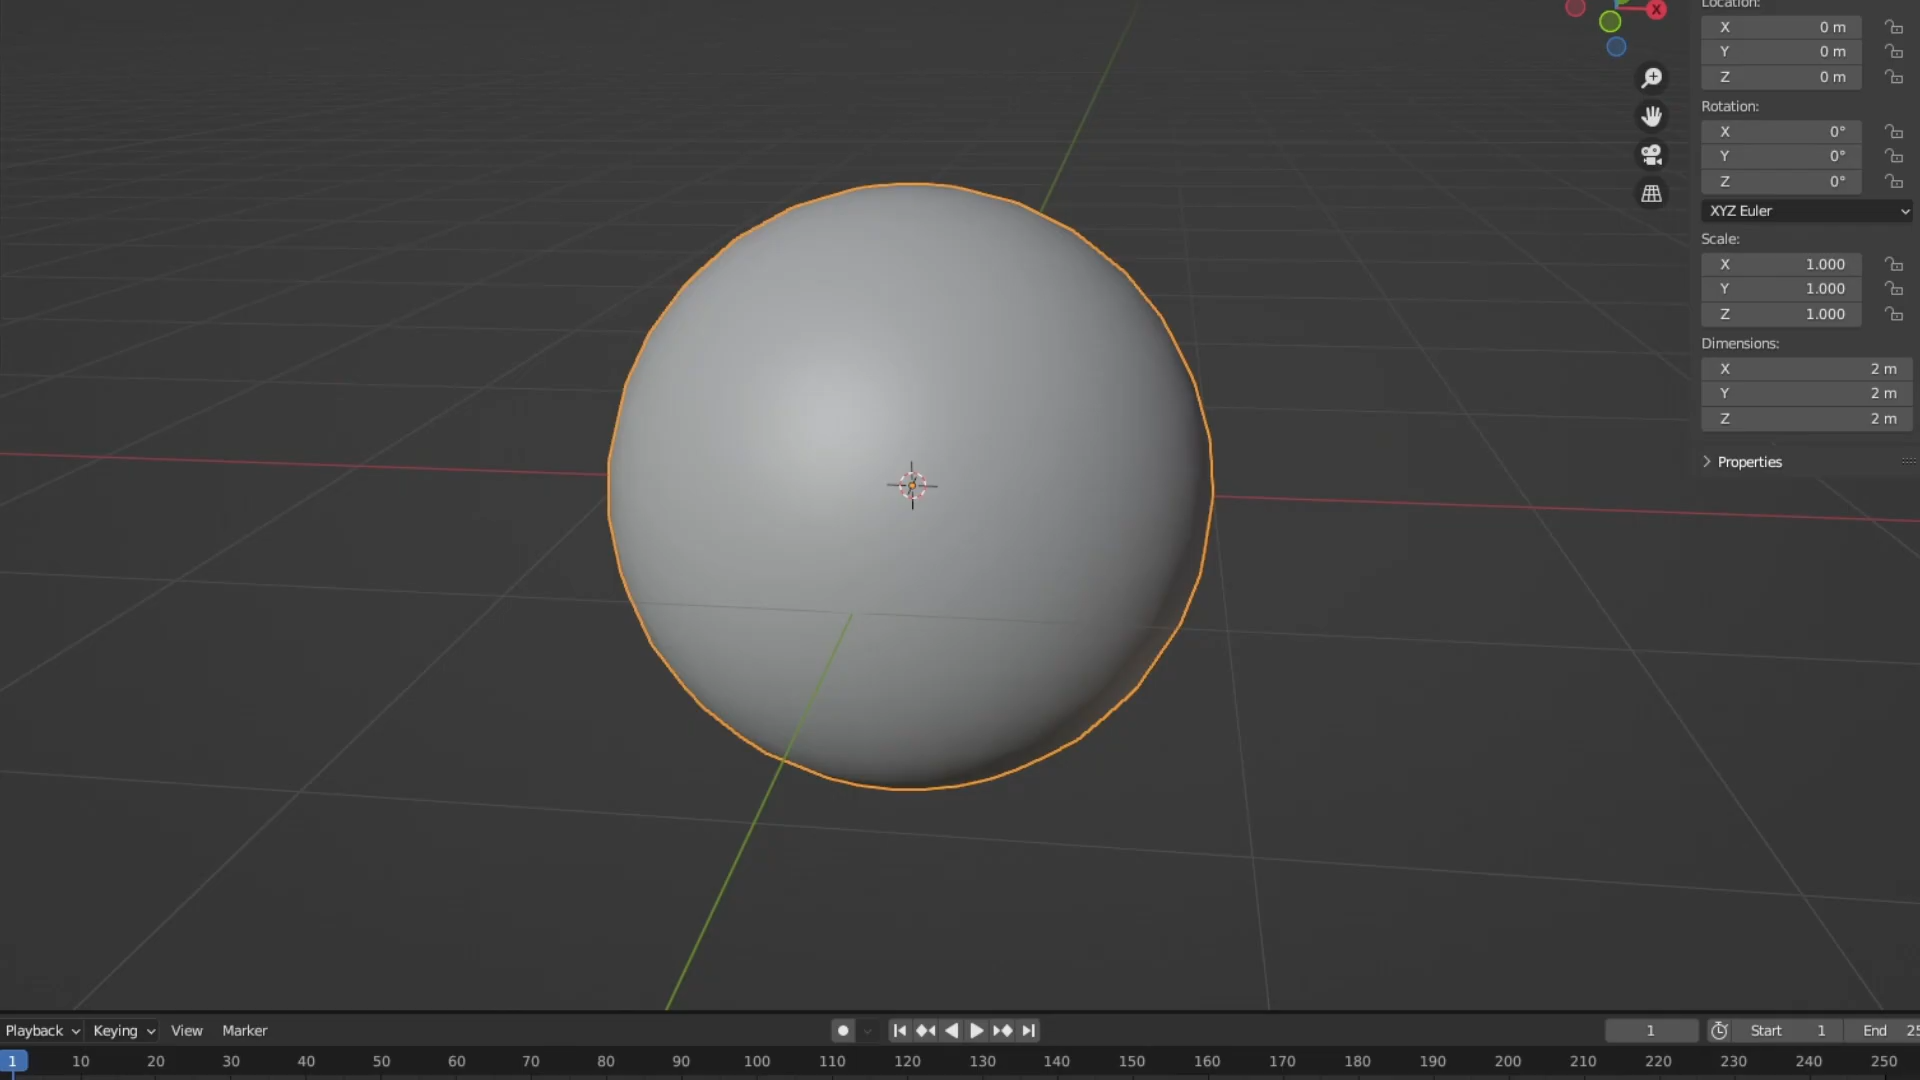 Location:
X
X 0 m
Y 0 m
Z 0 m
Rotation:
X 0°
Y 0°
Z 0°
XYZ Euler
Scale:
X 1.000
Y 1.000
Z 1.000
Dimensions:
X 2 m
Y 2 m
Z 2 m
Properties
Playback Keying View Marker 1 Start 1 End 25
1 10 20 30 40 50 60 70 80 90 100 110 120 130 140 150 160 170 180 190 200 210 220 230 240 250